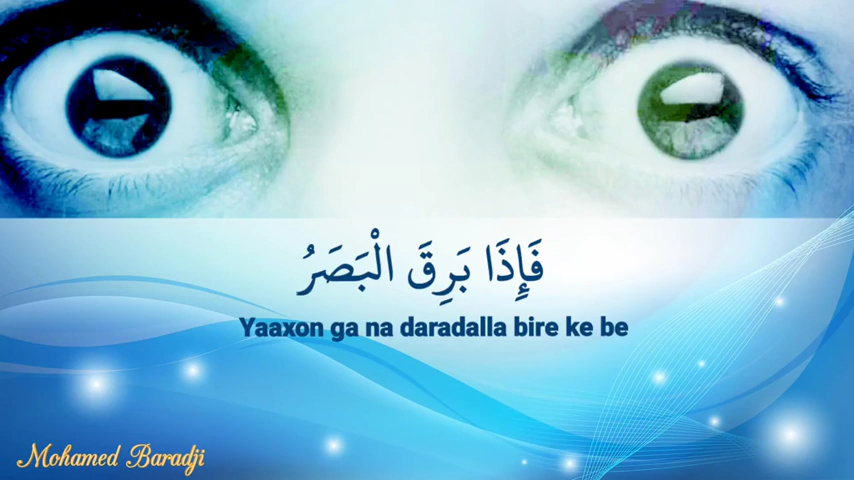 فَإِذَا بَرِقَ الْبَصَرُ
Yaaxon ga na daradalla bire ke be
Mohamed Baradji